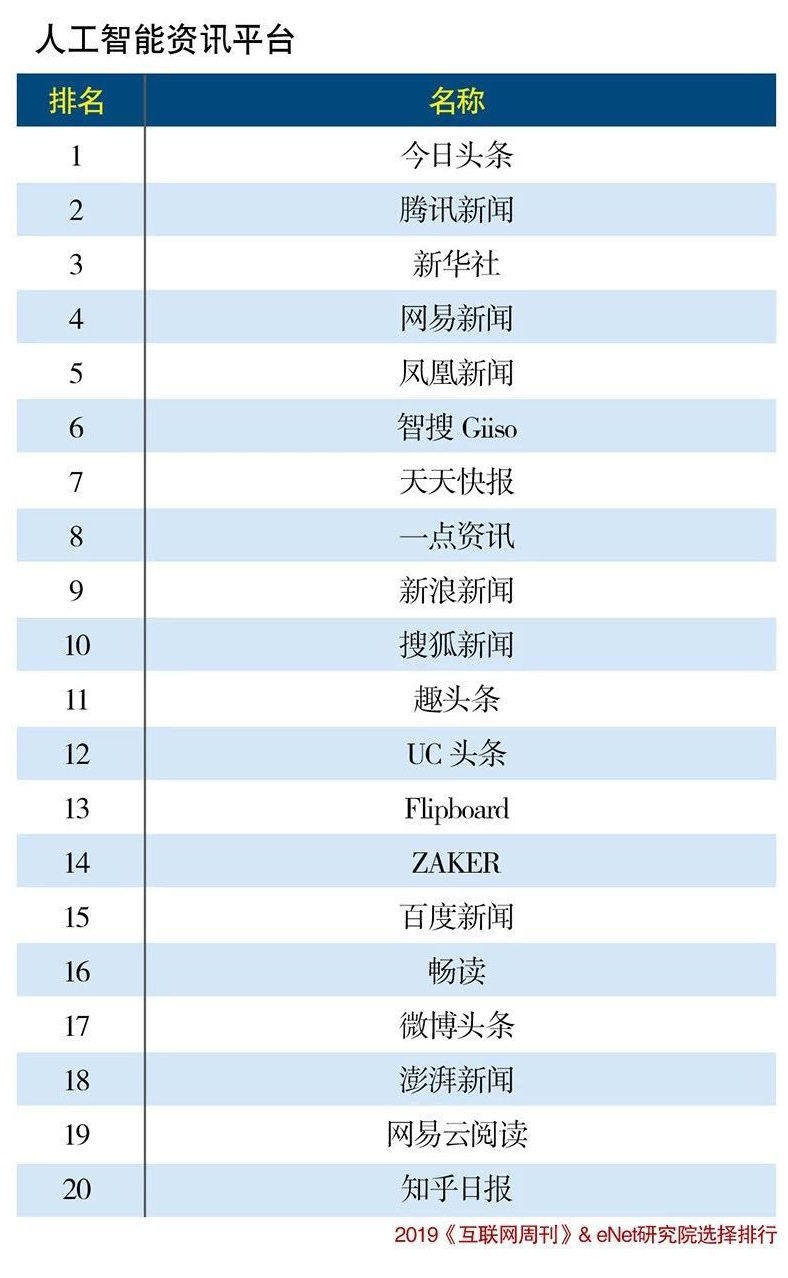 人工智能资讯平台
排名 名称
1 今日头条
2 腾讯新闻
3 新华社
4 网易新闻
5 凤凰新闻
6 智搜 Giiso
7 天天快报
8 一点资讯
9 新浪新闻
10 搜狐新闻
11 趣头条
12 UC 头条
13 Flipboard
14 ZAKER
15 百度新闻
16 畅读
17 微博头条
18 澎湃新闻
19 网易云阅读
20 知乎日报
2019《互联网周刊》& eNet研究院选择排行